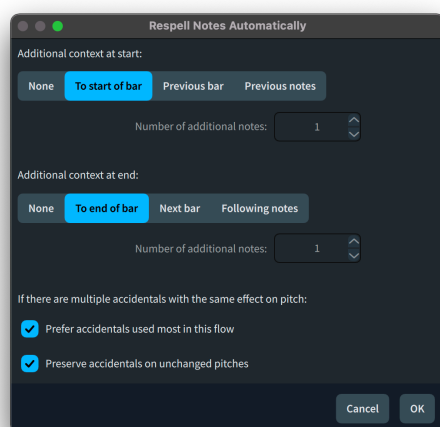 Respell Notes Automatically
Additional context at start:
None To start of bar Previous bar Previous notes
Number of additional notes: 1
Additional context at end:
None To end of bar Next bar Following notes
Number of additional notes: 1
If there are multiple accidentals with the same effect on pitch:
Prefer accidentals used most in this flow
Preserve accidentals on unchanged pitches
Cancel OK